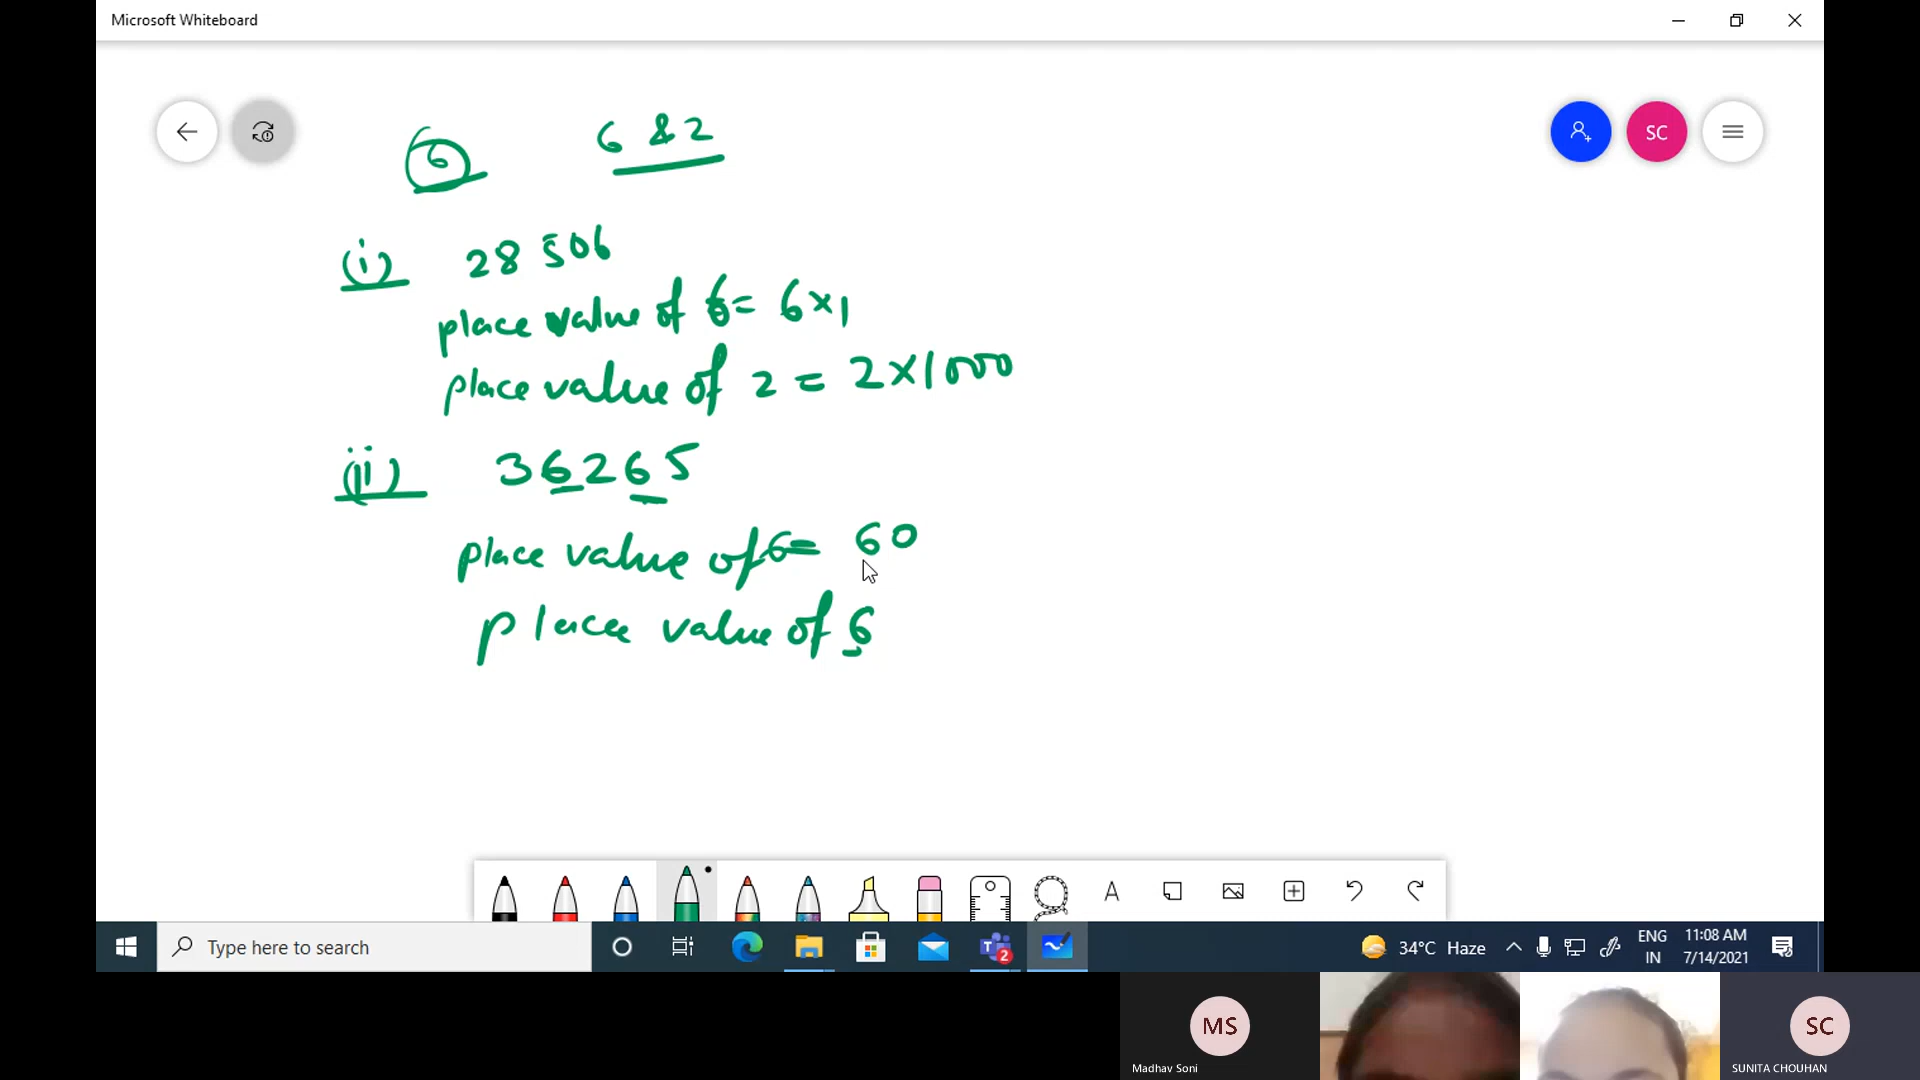 Microsoft Whiteboard
6
6 & 2
SC
(i) 28 506
place value of 6 = 6 × 1
place value of 2 = 2 × 1000
(ii) 36265
place value of 6 = 60
place value of 6
A
Type here to search
2
34°C Haze
ENG
IN
11:08 AM
7/14/2021
MS
Madhav Soni
SC
SUNITA CHOUHAN